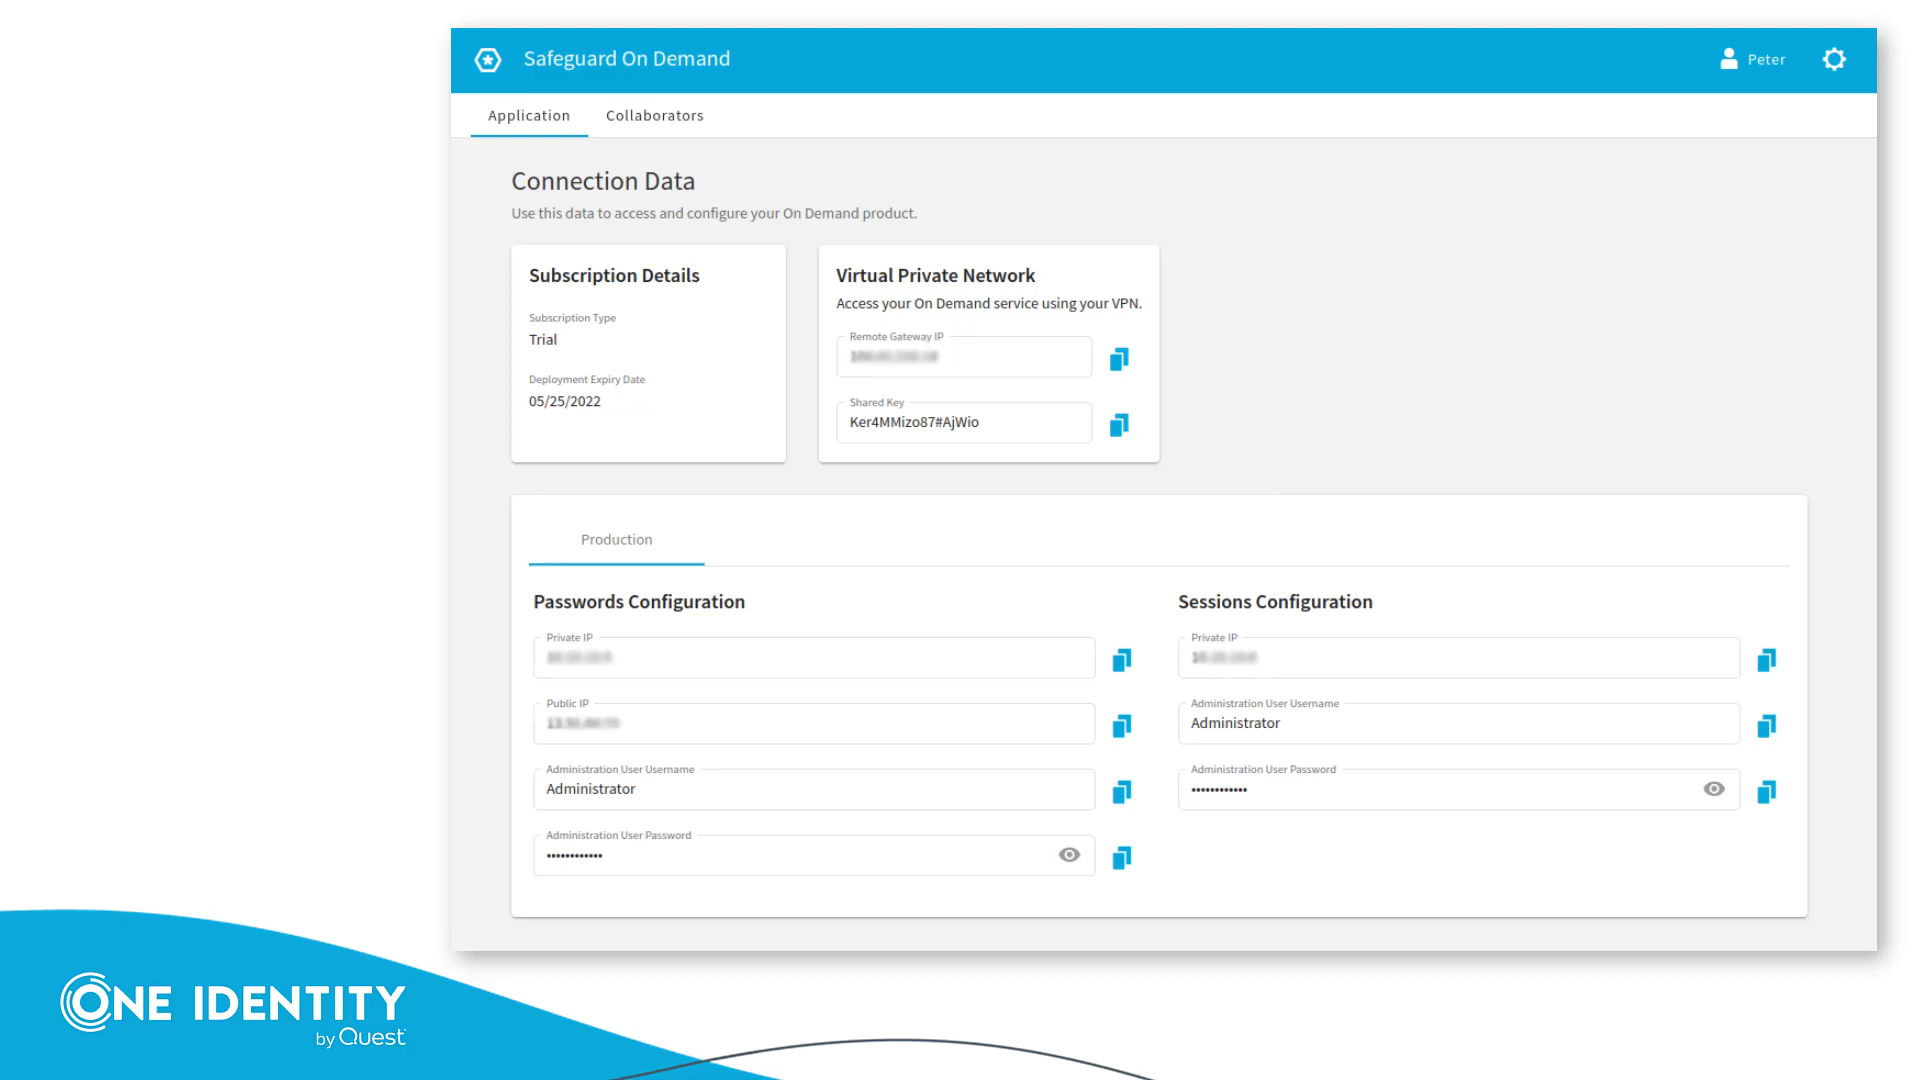 Safeguard On Demand
Peter
Application
Collaborators
Connection Data
Use this data to access and configure your On Demand product.
Subscription Details
Subscription Type
Trial
Deployment Expiry Date
05/25/2022
Virtual Private Network
Access your On Demand service using your VPN.
Remote Gateway IP
Shared Key
Ker4MMizo87#AjWio
Production
Passwords Configuration
Private IP
Public IP
Administration User Username
Administrator
Administration User Password
••••••••••••
Sessions Configuration
Private IP
Administration User Username
Administrator
Administration User Password
••••••••••••
ONE IDENTITY
by Quest